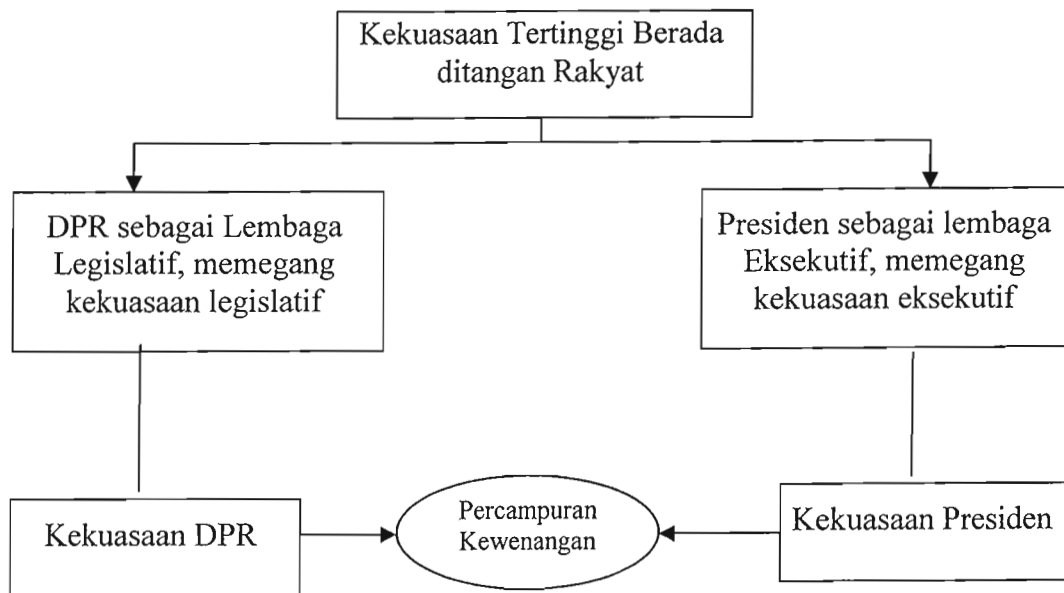 Kekuasaan Tertinggi Berada
ditangan Rakyat
DPR sebagai Lembaga
Legislatif, memegang
kekuasaan legislatif
Presiden sebagai lembaga
Eksekutif, memegang
kekuasaan eksekutif
Kekuasaan DPR
Percampuran
Kewenangan
Kekuasaan Presiden